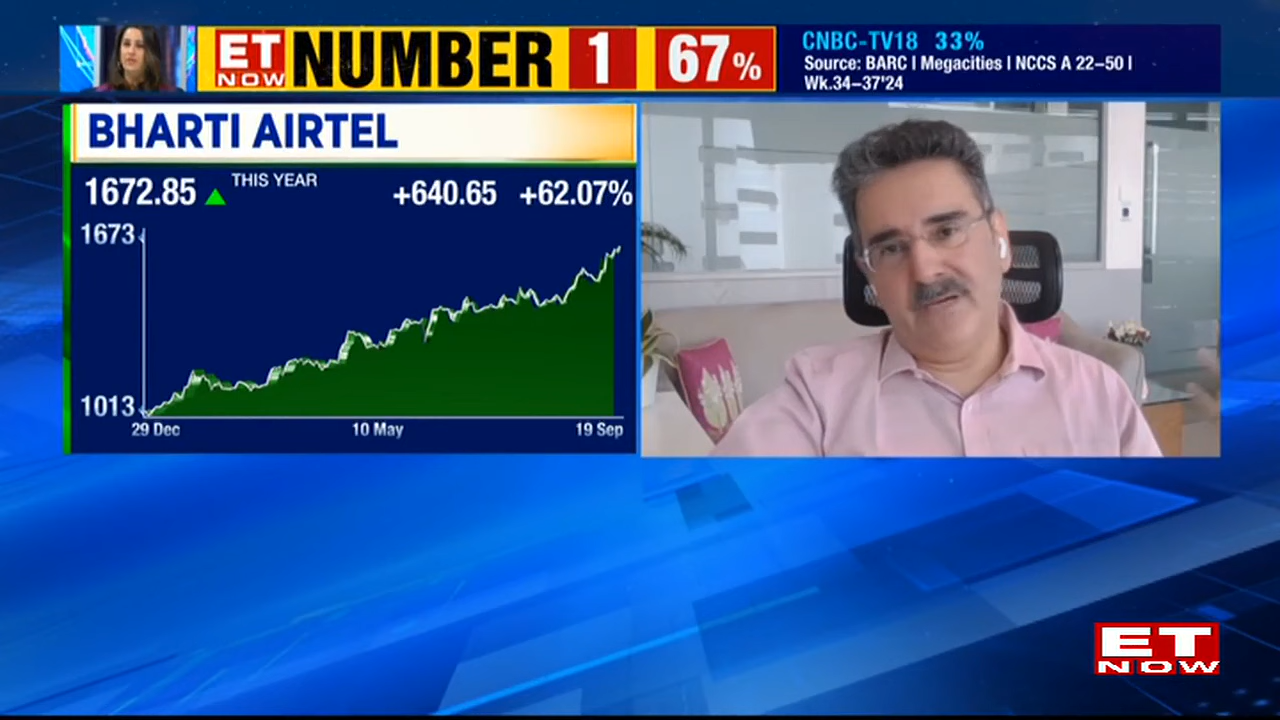 ET NOW NUMBER 1 67%
CNBC-TV18 33%
Source: BARC | Megacities | NCCS A 22-50 |
Wk.34-37'24
BHARTI AIRTEL
1672.85 THIS YEAR +640.65 +62.07%
1673
1013
29 Dec 10 May 19 Sep
ET
NOW